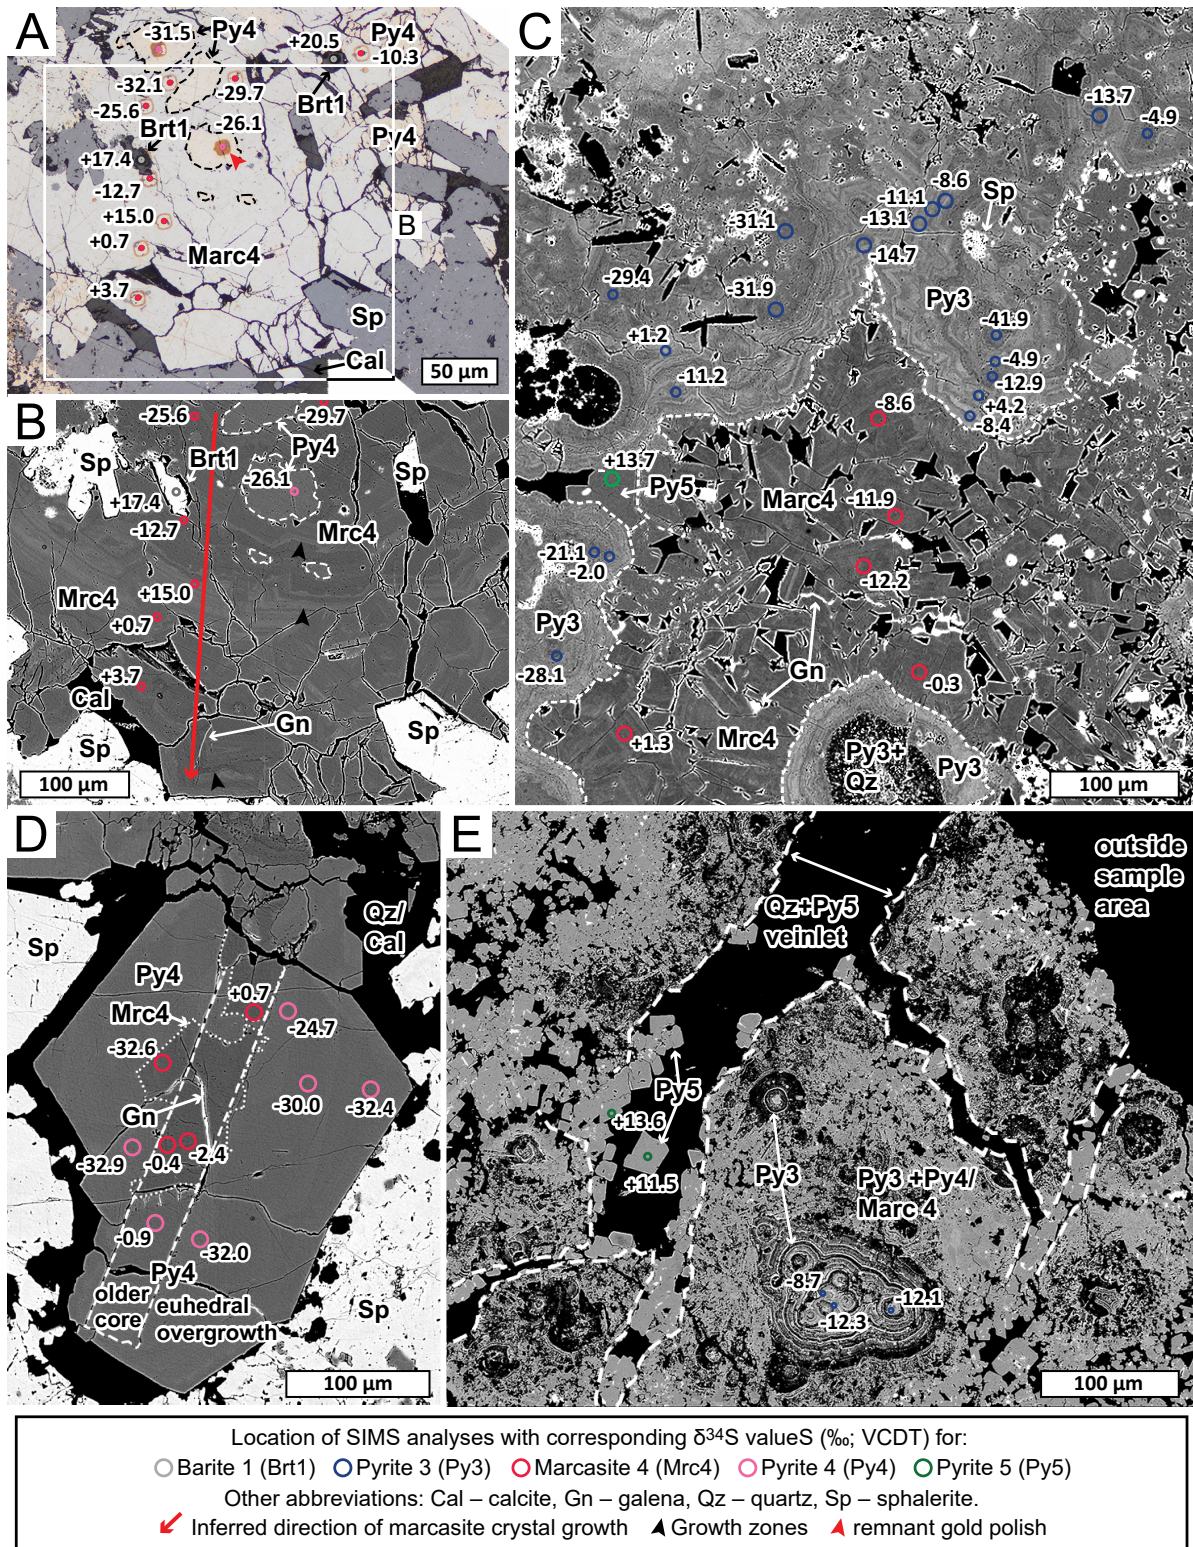 A
-31.5
Py4
+20.5
Py4
-10.3
-32.1
-29.7
Brt1
-25.6
Brt1
-26.1
Py4
+17.4
-12.7
+15.0
B
+0.7
Marc4
+3.7
Sp
Cal
50 µm
B
-25.6
-29.7
Py4
Sp
Brt1
Sp
-26.1
+17.4
-12.7
Mrc4
Mrc4
+15.0
+0.7
+3.7
Cal
Gn
Sp
Sp
100 µm
C
-13.7
-4.9
-8.6
Sp
-11.1
-13.1
-31.1
-14.7
-29.4
-31.9
Py3
-41.9
+1.2
-4.9
-12.9
-11.2
+4.2
-8.6
-8.4
+13.7
Py5
Marc4
-11.9
-21.1
-2.0
-12.2
Py3
Gn
-28.1
-0.3
+1.3
Mrc4
Py3+
Qz
Py3
100 µm
D
Qz/
Cal
Sp
Py4
+0.7
Mrc4
-24.7
-32.6
-30.0
-32.4
Gn
-32.9
-0.4
-2.4
-0.9
-32.0
Py4
older
core
euhedral
overgrowth
Sp
100 µm
E
outside
sample
area
Qz+Py5
veinlet
Py5
+13.6
+11.5
Py3
Py3 +Py4/
Marc 4
-8.7
-12.3
-12.1
100 µm
Location of SIMS analyses with corresponding δ³⁴S valueS (‰; VCDT) for:
Barite 1 (Brt1) Pyrite 3 (Py3) Marcasite 4 (Mrc4) Pyrite 4 (Py4) Pyrite 5 (Py5)
Other abbreviations: Cal – calcite, Gn – galena, Qz – quartz, Sp – sphalerite.
Inferred direction of marcasite crystal growth Growth zones remnant gold polish